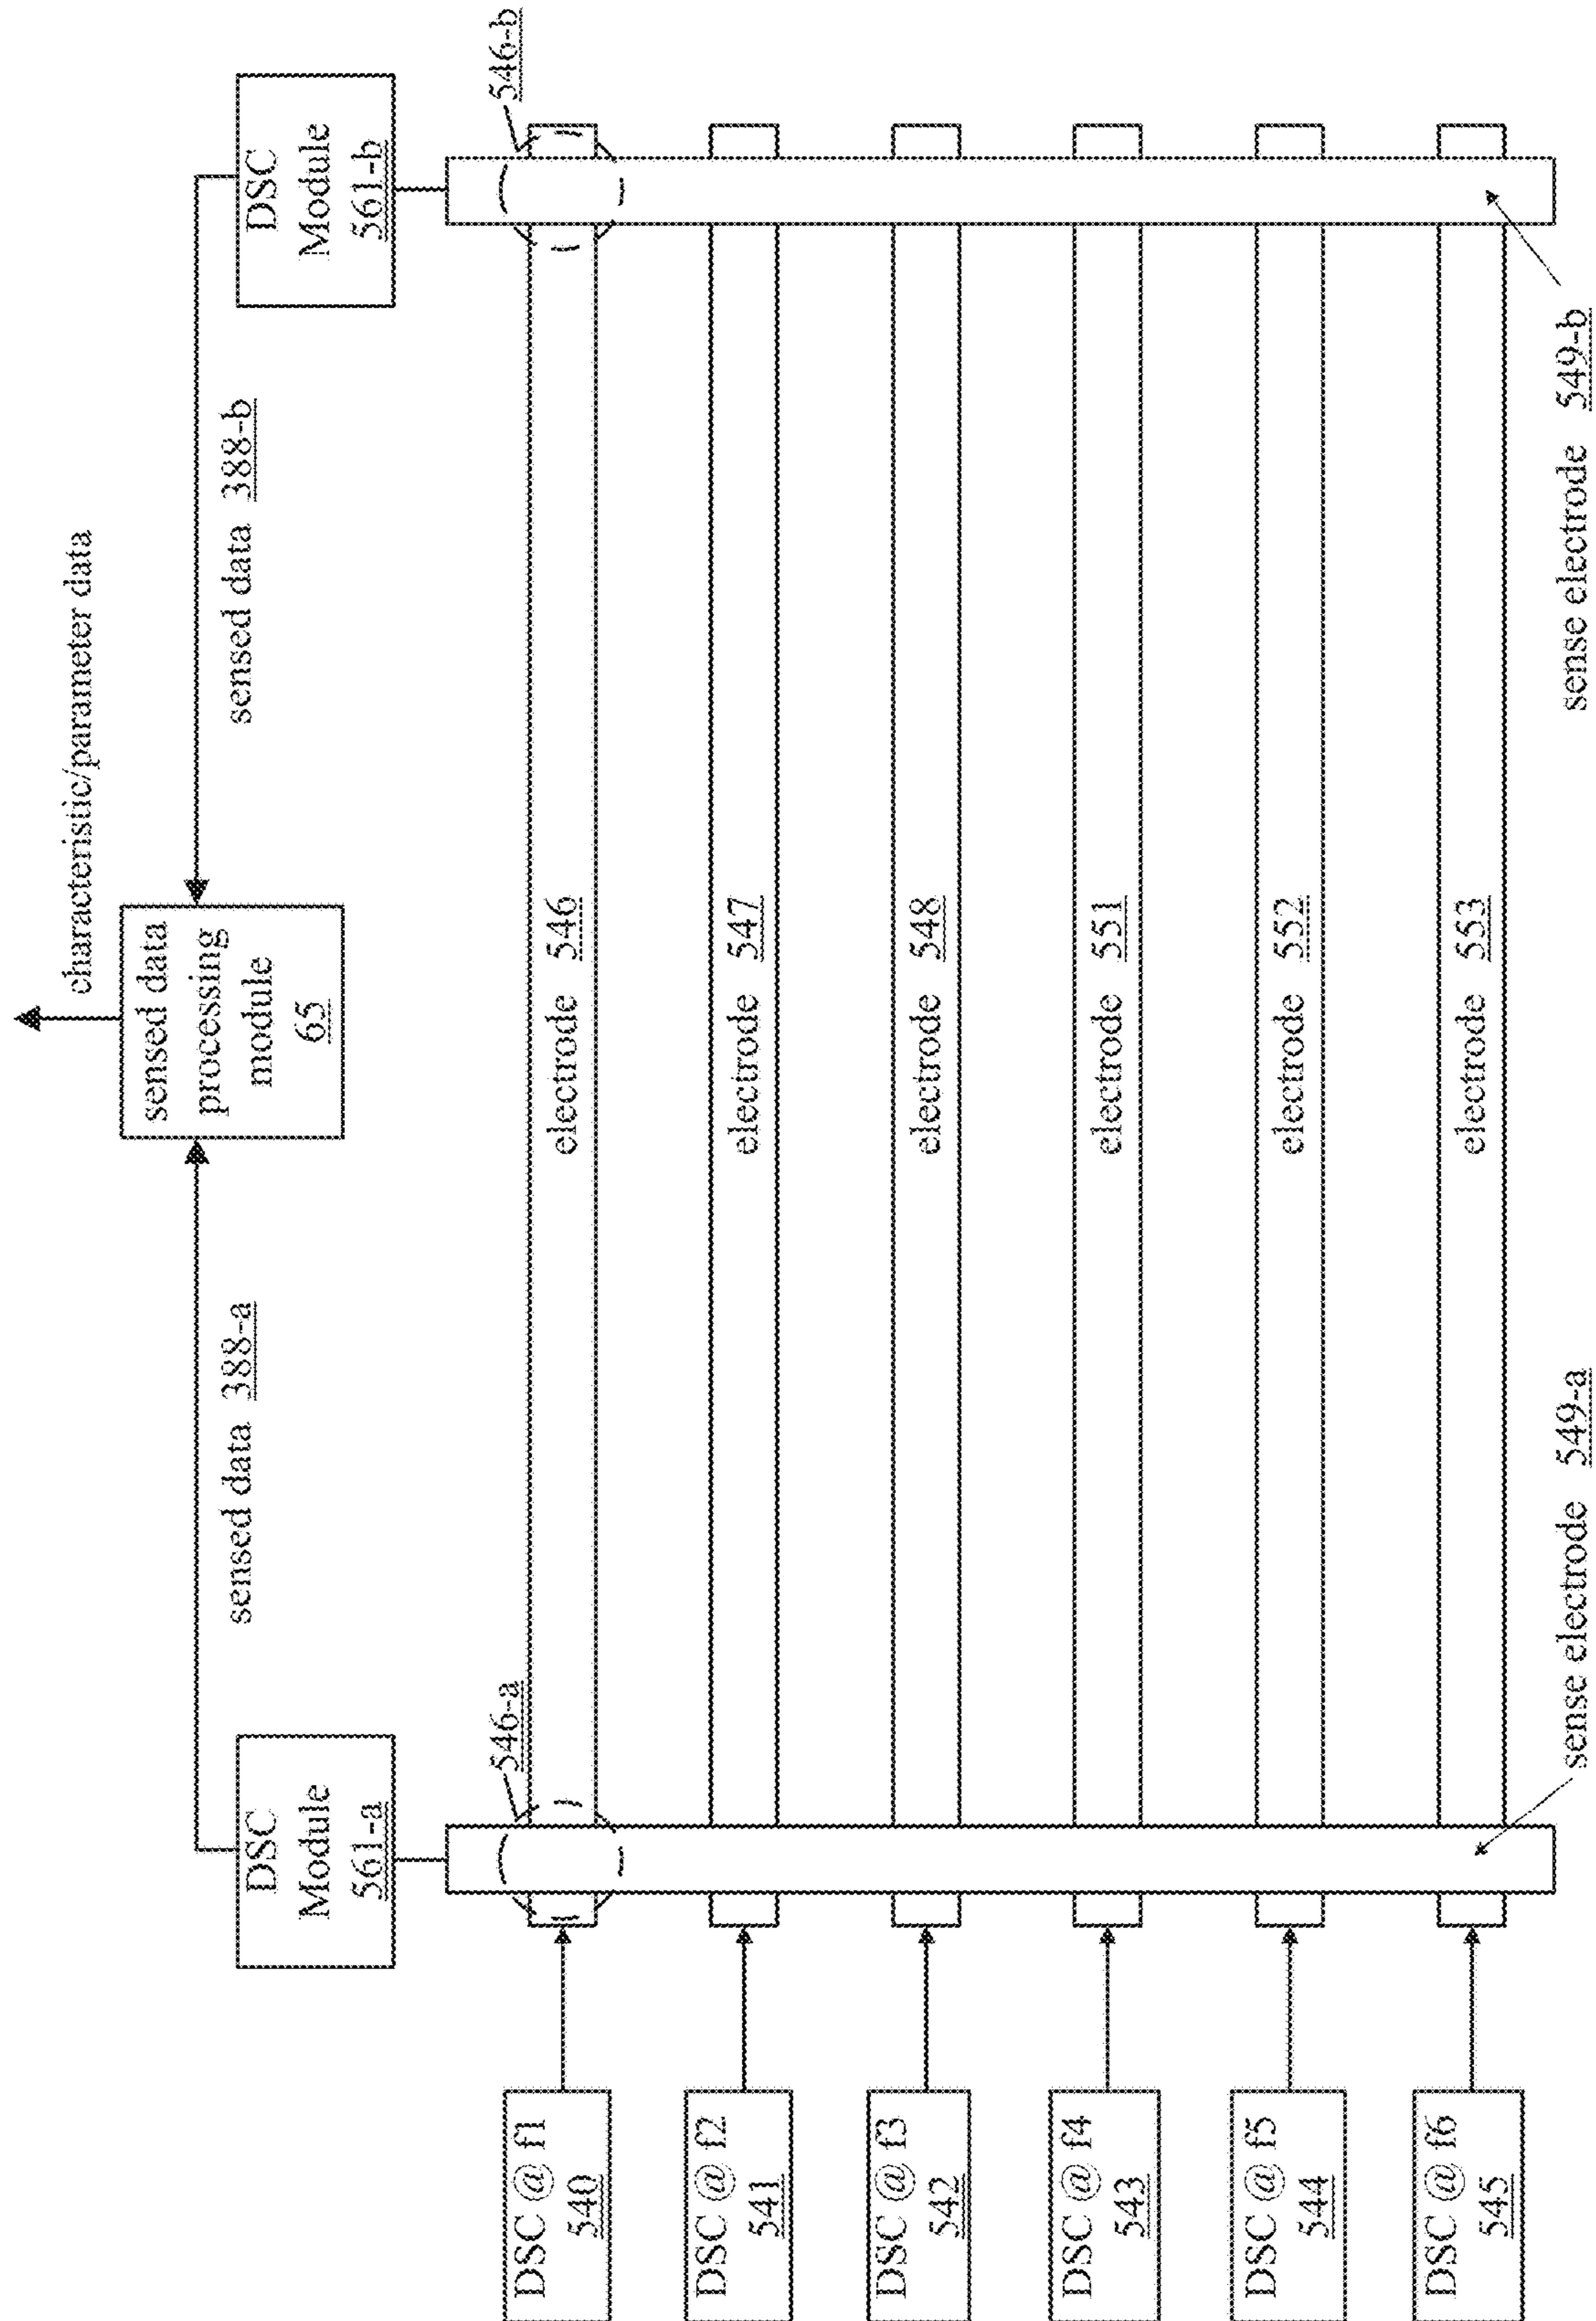 characteristic/parameter data
sensed data
processing
module
65
sensed data 388-a
sensed data 388-b
DSC
Module
561-a
DSC
Module
561-b
546-a
546-b
DSC @ f1
540
electrode 546
DSC @ f2
541
electrode 547
DSC @ f3
542
electrode 548
DSC @ f4
543
electrode 551
DSC @ f5
544
electrode 552
DSC @ f6
545
electrode 553
sense electrode 549-a
sense electrode 549-b